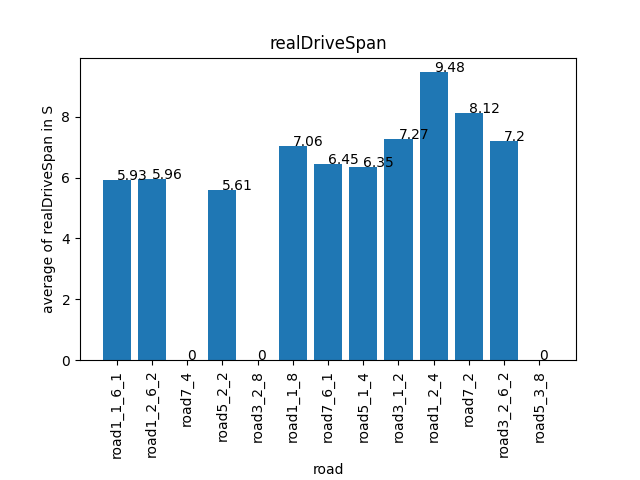 realDriveSpan
average of realDriveSpan in S
8
6
4
2
0
5.93
5.96
0
5.61
0
7.06
6.45
6.35
7.27
9.48
8.12
7.2
0
road1_1_6_1
road1_2_6_2
road7_4
road5_2_2
road3_2_8
road1_1_8
road7_6_1
road5_1_4
road3_1_2
road1_2_4
road7_2
road3_2_6_2
road5_3_8
road